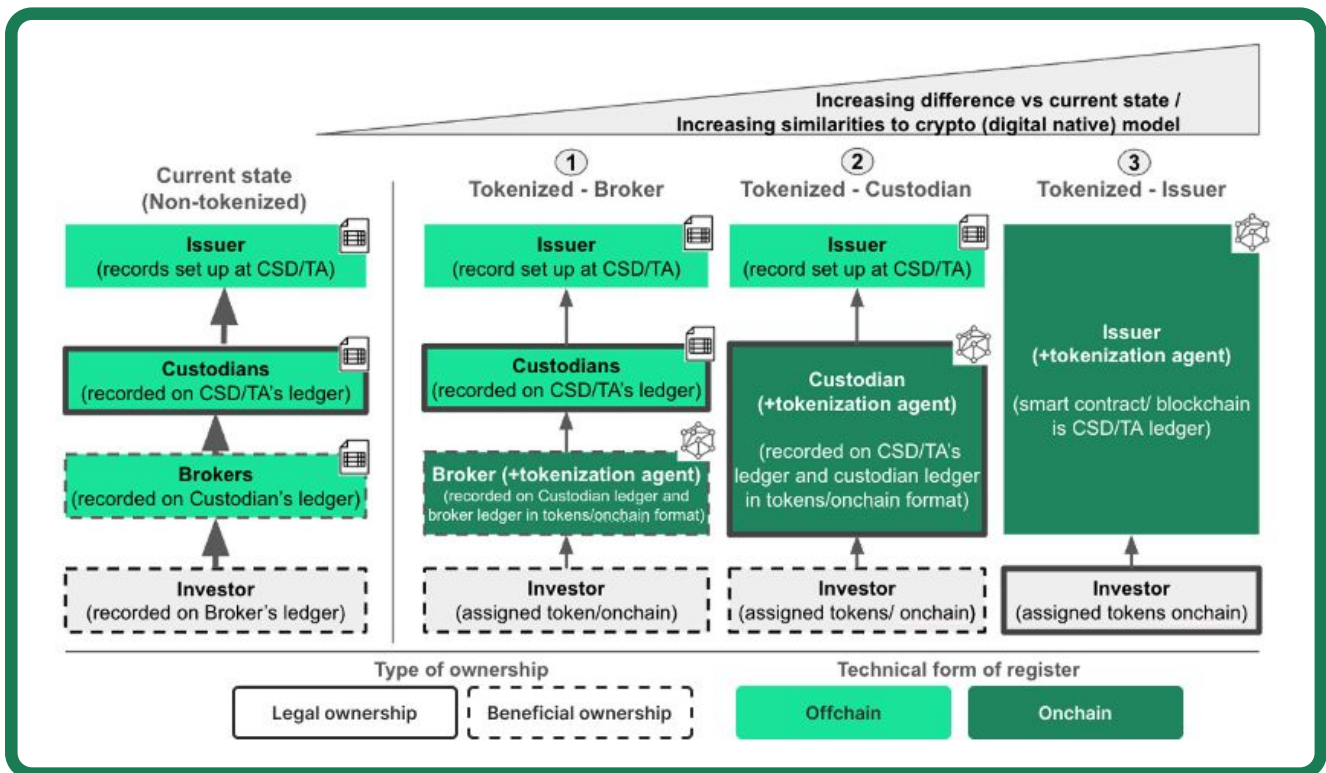 Increasing difference vs current state /
Increasing similarities to crypto (digital native) model
Current state
(Non-tokenized)
Issuer
(records set up at CSD/TA)
Custodians
(recorded on CSD/TA's ledger)
Brokers
(recorded on Custodian's ledger)
Investor
(recorded on Broker's ledger)
1
Tokenized - Broker
Issuer
(record set up at CSD/TA)
Custodians
(recorded on CSD/TA's ledger)
Broker (+tokenization agent)
(recorded on Custodian ledger and
broker ledger in tokens/onchain format)
Investor
(assigned token/onchain)
2
Tokenized - Custodian
Issuer
(record set up at CSD/TA)
Custodian
(+tokenization agent)
(recorded on CSD/TA's
ledger and custodian ledger
in tokens/onchain format)
Investor
(assigned tokens/ onchain)
3
Tokenized - Issuer
Issuer
(+tokenization agent)
(smart contract/ blockchain
is CSD/TA ledger)
Investor
(assigned tokens onchain)
Type of ownership
Legal ownership
Beneficial ownership
Technical form of register
Offchain
Onchain